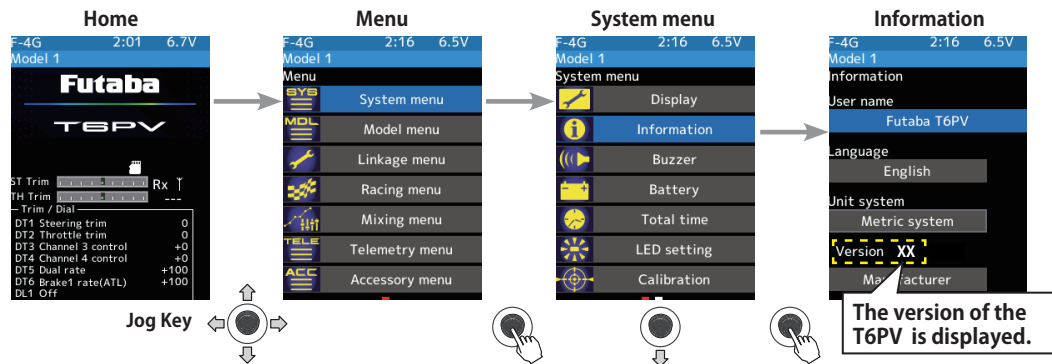 Home
F-4G 2:01 6.7V
Model 1
Futaba
T6PV
ST Trim
Rx
TH Trim
---
Trim / Dial
DT1 Steering trim 0
DT2 Throttle trim 0
DT3 Channel 3 control +0
DT4 Channel 4 control +0
DT5 Dual rate +100
DT6 Brake1 rate(ATL) +100
DL1 Off
Jog Key
Menu
F-4G 2:16 6.5V
Model 1
Menu
SYS System menu
MDL Model menu
Linkage menu
Racing menu
Mixing menu
TELE Telemetry menu
ACC Accessory menu
System menu
F-4G 2:16 6.5V
Model 1
System menu
Display
i Information
Buzzer
Battery
Total time
LED setting
Calibration
Information
F-4G 2:16 6.5V
Model 1
Information
User name
Futaba T6PV
Language
English
Unit system
Metric system
Version XX
Ma facturer
The version of the
T6PV is displayed.